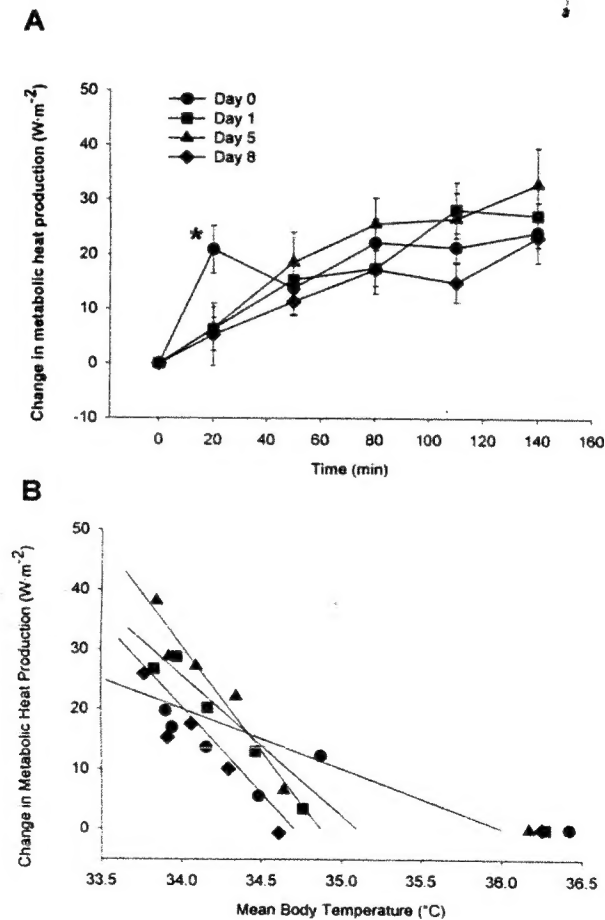 A
Change in metabolic heat production (W·m-2)
50
40
30
20
10
0
-10
Day 0
Day 1
Day 5
Day 8
*
0 20 40 60 80 100 120 140 160
Time (min)
B
Change in Metabolic Heat Production (W·m-2)
50
40
30
20
10
0
33.5 34.0 34.5 35.0 35.5 36.0 36.5
Mean Body Temperature (°C)